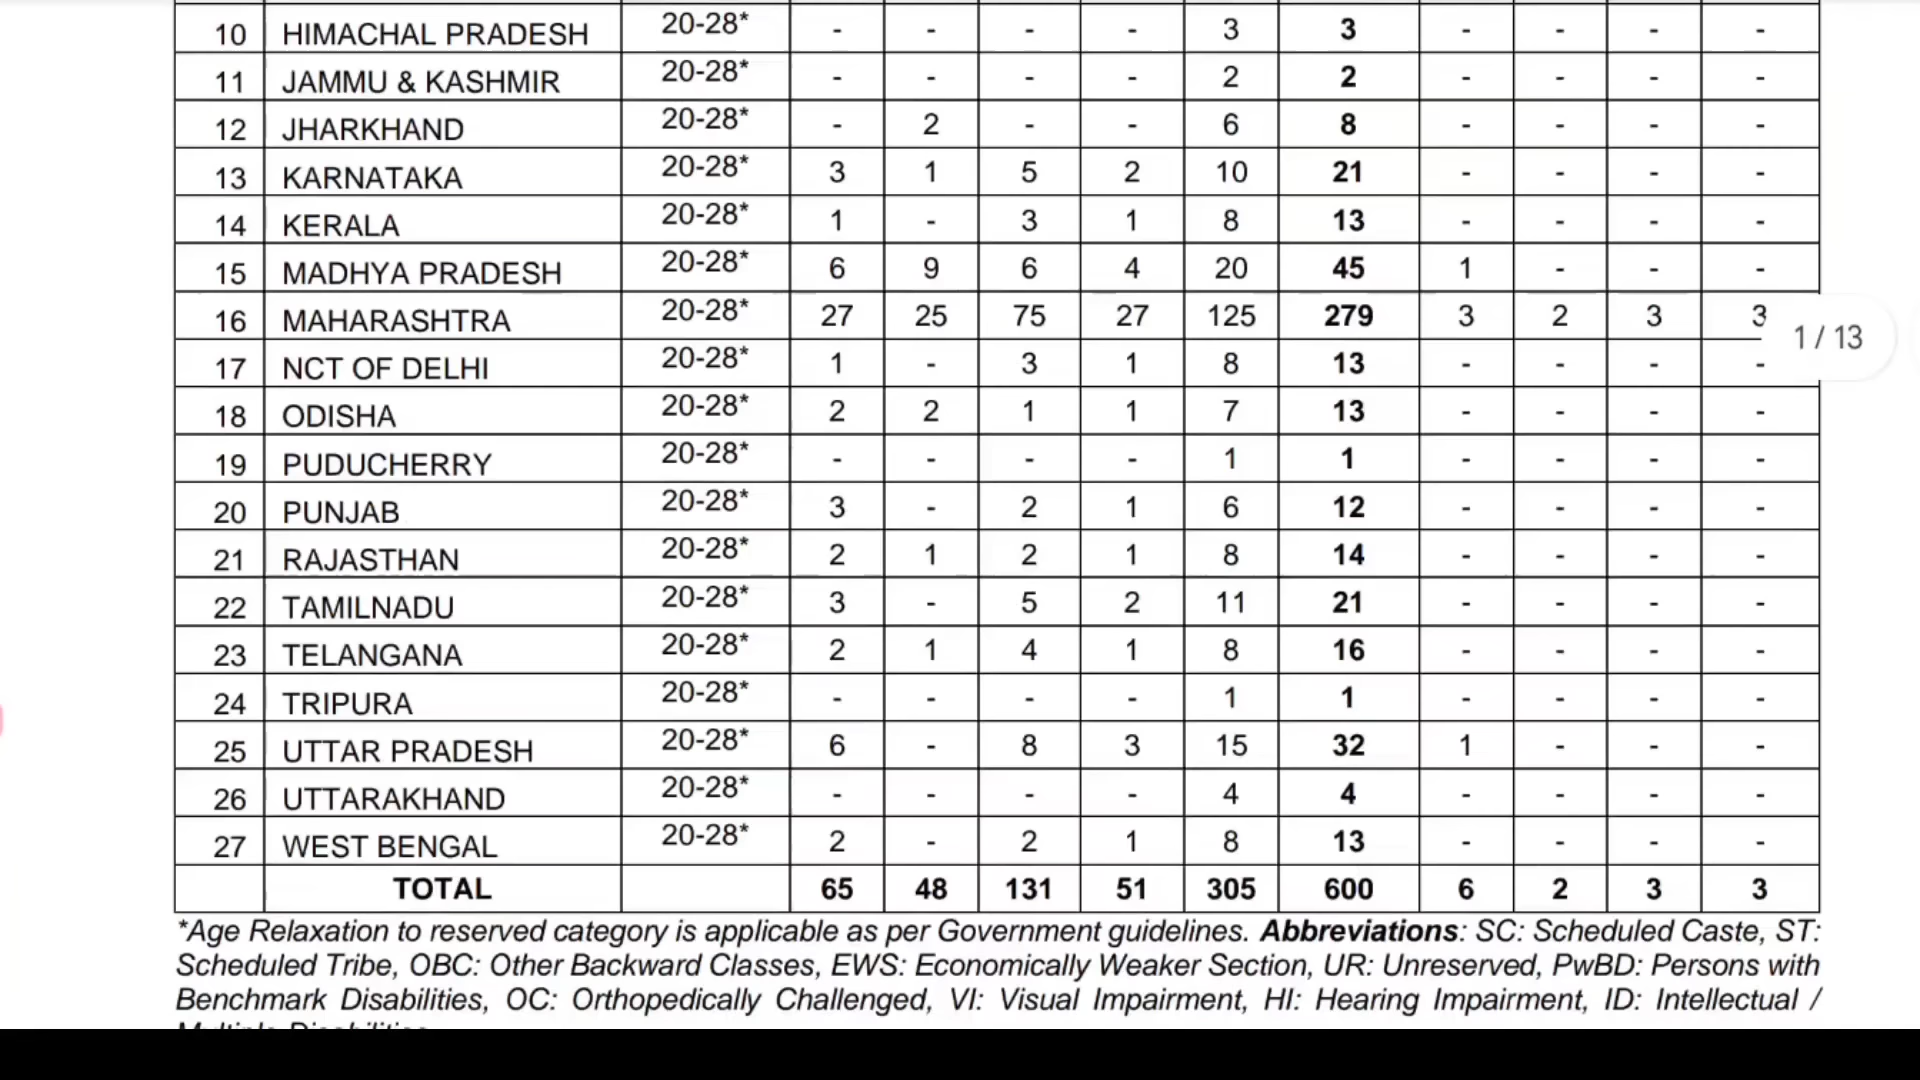 10 HIMACHAL PRADESH 20-28* - - - - 3 3 - - - -
11 JAMMU & KASHMIR 20-28* - - - - 2 2 - - - -
12 JHARKHAND 20-28* - 2 - - 6 8 - - - -
13 KARNATAKA 20-28* 3 1 5 2 10 21 - - - -
14 KERALA 20-28* 1 - 3 1 8 13 - - - -
15 MADHYA PRADESH 20-28* 6 9 6 4 20 45 1 - - -
16 MAHARASHTRA 20-28* 27 25 75 27 125 279 3 2 3 3
1 / 13
17 NCT OF DELHI 20-28* 1 - 3 1 8 13 - - - -
18 ODISHA 20-28* 2 2 1 1 7 13 - - - -
19 PUDUCHERRY 20-28* - - - - 1 1 - - - -
20 PUNJAB 20-28* 3 - 2 1 6 12 - - - -
21 RAJASTHAN 20-28* 2 1 2 1 8 14 - - - -
22 TAMILNADU 20-28* 3 - 5 2 11 21 - - - -
23 TELANGANA 20-28* 2 1 4 1 8 16 - - - -
24 TRIPURA 20-28* - - - - 1 1 - - - -
25 UTTAR PRADESH 20-28* 6 - 8 3 15 32 1 - - -
26 UTTARAKHAND 20-28* - - - - 4 4 - - - -
27 WEST BENGAL 20-28* 2 - 2 1 8 13 - - - -
TOTAL 65 48 131 51 305 600 6 2 3 3
*Age Relaxation to reserved category is applicable as per Government guidelines. Abbreviations: SC: Scheduled Caste, ST:
Scheduled Tribe, OBC: Other Backward Classes, EWS: Economically Weaker Section, UR: Unreserved, PwBD: Persons with
Benchmark Disabilities, OC: Orthopedically Challenged, VI: Visual Impairment, HI: Hearing Impairment, ID: Intellectual /